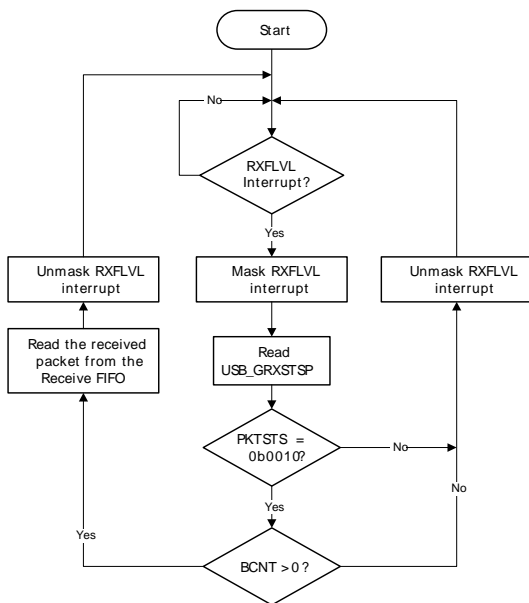 Start
No
RXFLVL
Interrupt?
Yes
Unmask RXFLVL
interrupt
Mask RXFLVL
interrupt
Unmask RXFLVL
interrupt
Read the received
packet from the
Receive FIFO
Read
USB_GRXSTSP
PKTSTS =
0b0010?
No
No
Yes
Yes
BCNT > 0 ?